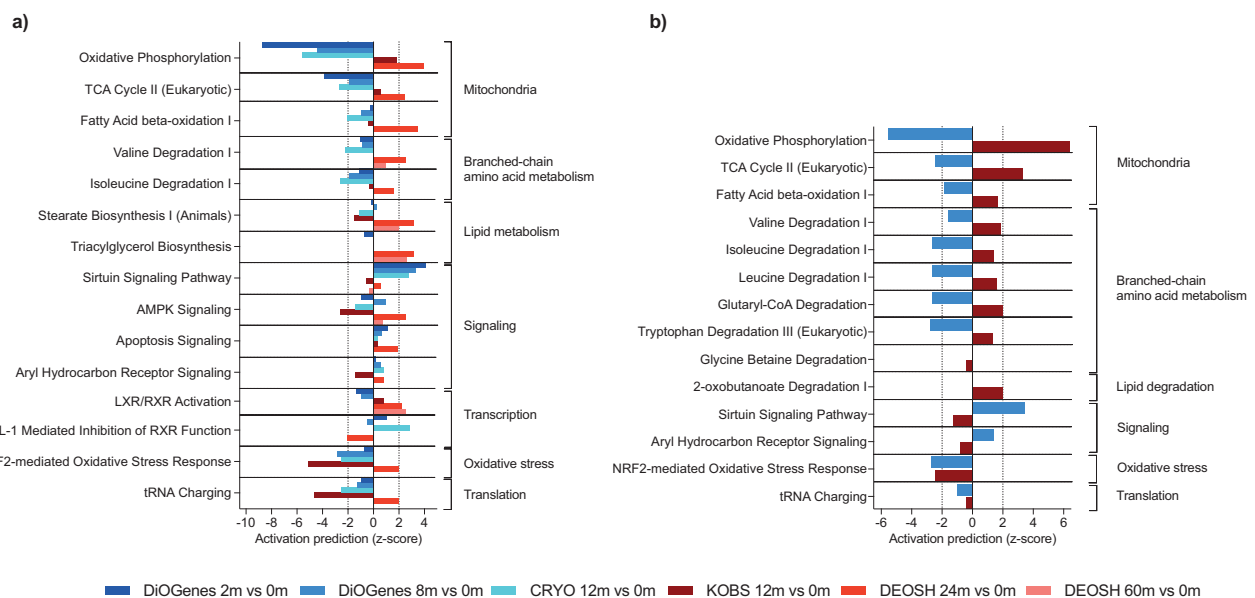 a)
Oxidative Phosphorylation
TCA Cycle II (Eukaryotic)
Fatty Acid beta-oxidation I
Valine Degradation I
Isoleucine Degradation I
Stearate Biosynthesis I (Animals)
Triacylglycerol Biosynthesis
Sirtuin Signaling Pathway
AMPK Signaling
Apoptosis Signaling
Aryl Hydrocarbon Receptor Signaling
LXR/RXR Activation
L-1 Mediated Inhibition of RXR Function
F2-mediated Oxidative Stress Response
tRNA Charging
Mitochondria
Branched-chain
amino acid metabolism
Lipid metabolism
Signaling
Transcription
Oxidative stress
Translation
-10 -8 -6 -4 -2 0 2 4
Activation prediction (z-score)
b)
Oxidative Phosphorylation
TCA Cycle II (Eukaryotic)
Fatty Acid beta-oxidation I
Valine Degradation I
Isoleucine Degradation I
Leucine Degradation I
Glutaryl-CoA Degradation
Tryptophan Degradation III (Eukaryotic)
Glycine Betaine Degradation
2-oxobutanoate Degradation I
Sirtuin Signaling Pathway
Aryl Hydrocarbon Receptor Signaling
NRF2-mediated Oxidative Stress Response
tRNA Charging
Mitochondria
Branched-chain
amino acid metabolism
Lipid degradation
Signaling
Oxidative stress
Translation
-6 -4 -2 0 2 4 6
Activation prediction (z-score)
DiOGenes 2m vs 0m DiOGenes 8m vs 0m CRYO 12m vs 0m KOBS 12m vs 0m DEOSH 24m vs 0m DEOSH 60m vs 0m